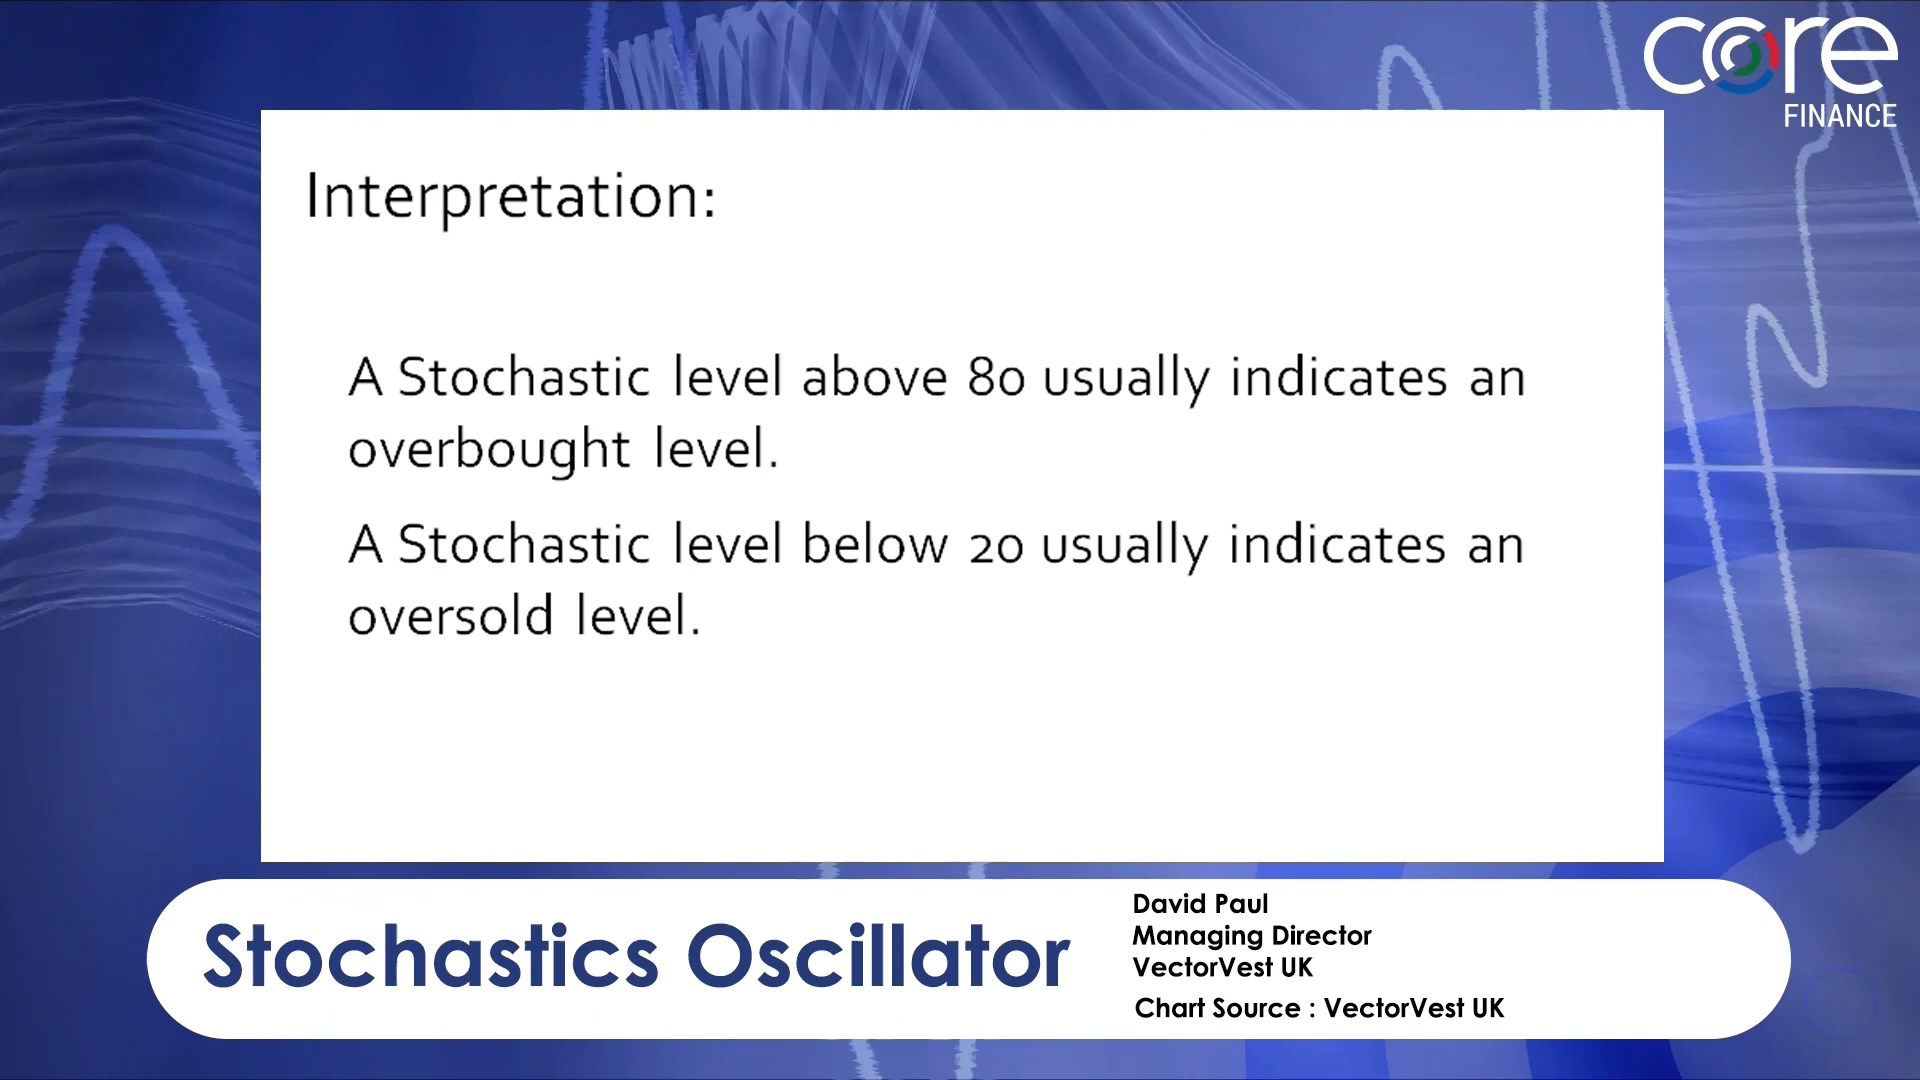 core
FINANCE
Interpretation:
A Stochastic level above 80 usually indicates an
overbought level.
A Stochastic level below 20 usually indicates an
oversold level.
Stochastics Oscillator
David Paul
Managing Director
VectorVest UK
Chart Source : VectorVest UK